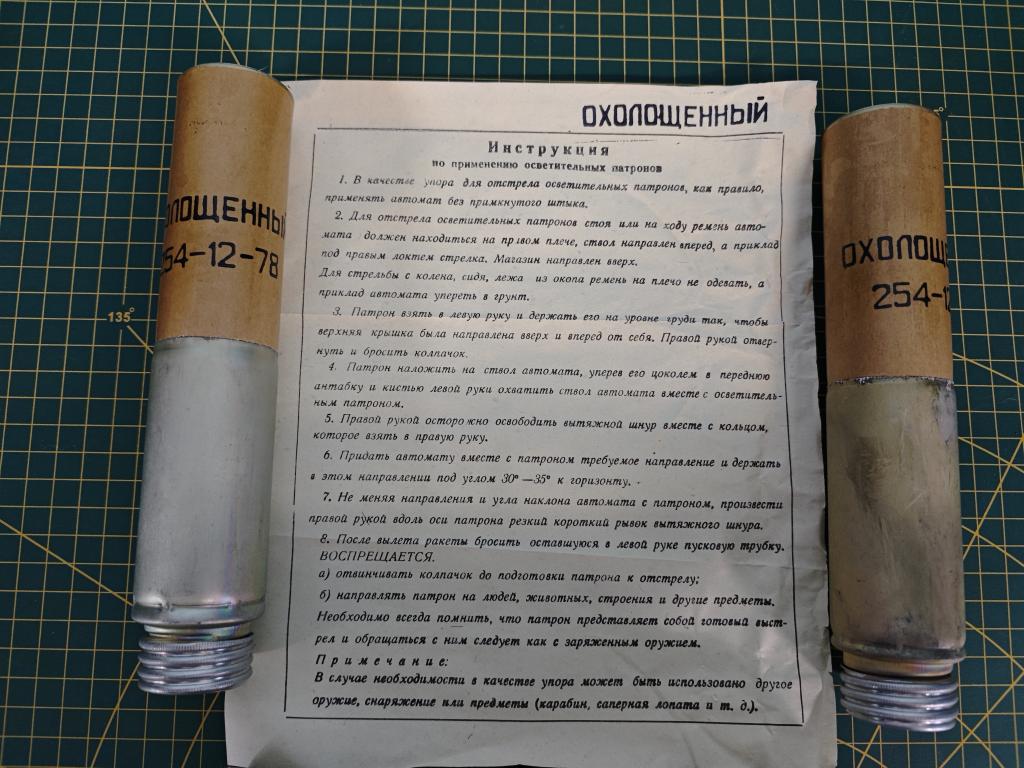 ОХОЛОЩЕННЫЙ
Инструкция
по применению осветительных патронов
1. В качестве упора для отстрела осветительных патронов, как правило,
применять автомат без примкнутого штыка.
2. Для отстрела осветительных патронов стоя или на ходу ремень авто-
мата должен находиться на правом плече, ствол направлен вперед, а приклад
под правым локтем стрелка. Магазин направлен вверх.
Для стрельбы с колена, сидя, лежа из окопа ремень на плечо не одевать, а
приклад автомата упереть в грунт.
3. Патрон взять в левую руку и держать его на уровне груди так, чтобы
верхняя крышка была направлена вверх и вперед от себя. Правой рукой отвер-
нуть и бросить колпачок.
4. Патрон наложить на ствол автомата, уперев его цоколем в переднюю
антабку и кистью левой руки охватить ствол автомата вместе с осветитель-
ным патроном.
5. Правой рукой осторожно освободить вытяжной шнур вместе с кольцом,
которое взять в правую руку.
6. Придать автомату вместе с патроном требуемое направление и держать
в этом направлении под углом 30°—35° к горизонту.
7. Не меняя направления и угла наклона автомата с патроном, произвести
правой рукой вдоль оси патрона резкий короткий рывок вытяжного шнура.
8. После вылета ракеты бросить оставшуюся в левой руке пусковую трубку.
ВОСПРЕЩАЕТСЯ.
а) отвинчивать колпачок до подготовки патрона к отстрелу;
б) направлять патрон на людей, животных, строения и другие предметы.
Необходимо всегда помнить, что патрон представляет собой готовый выст-
рел и обращаться с ним следует как с заряженным оружием.
Примечание:
В случае необходимости в качестве упора может быть использовано другое
оружие, снаряжение или предметы (карабин, саперная лопата и т. д.).
ОЛОЩЕННЫЙ
254-12-78
ОХОЛОЩЕ
254-1
135°